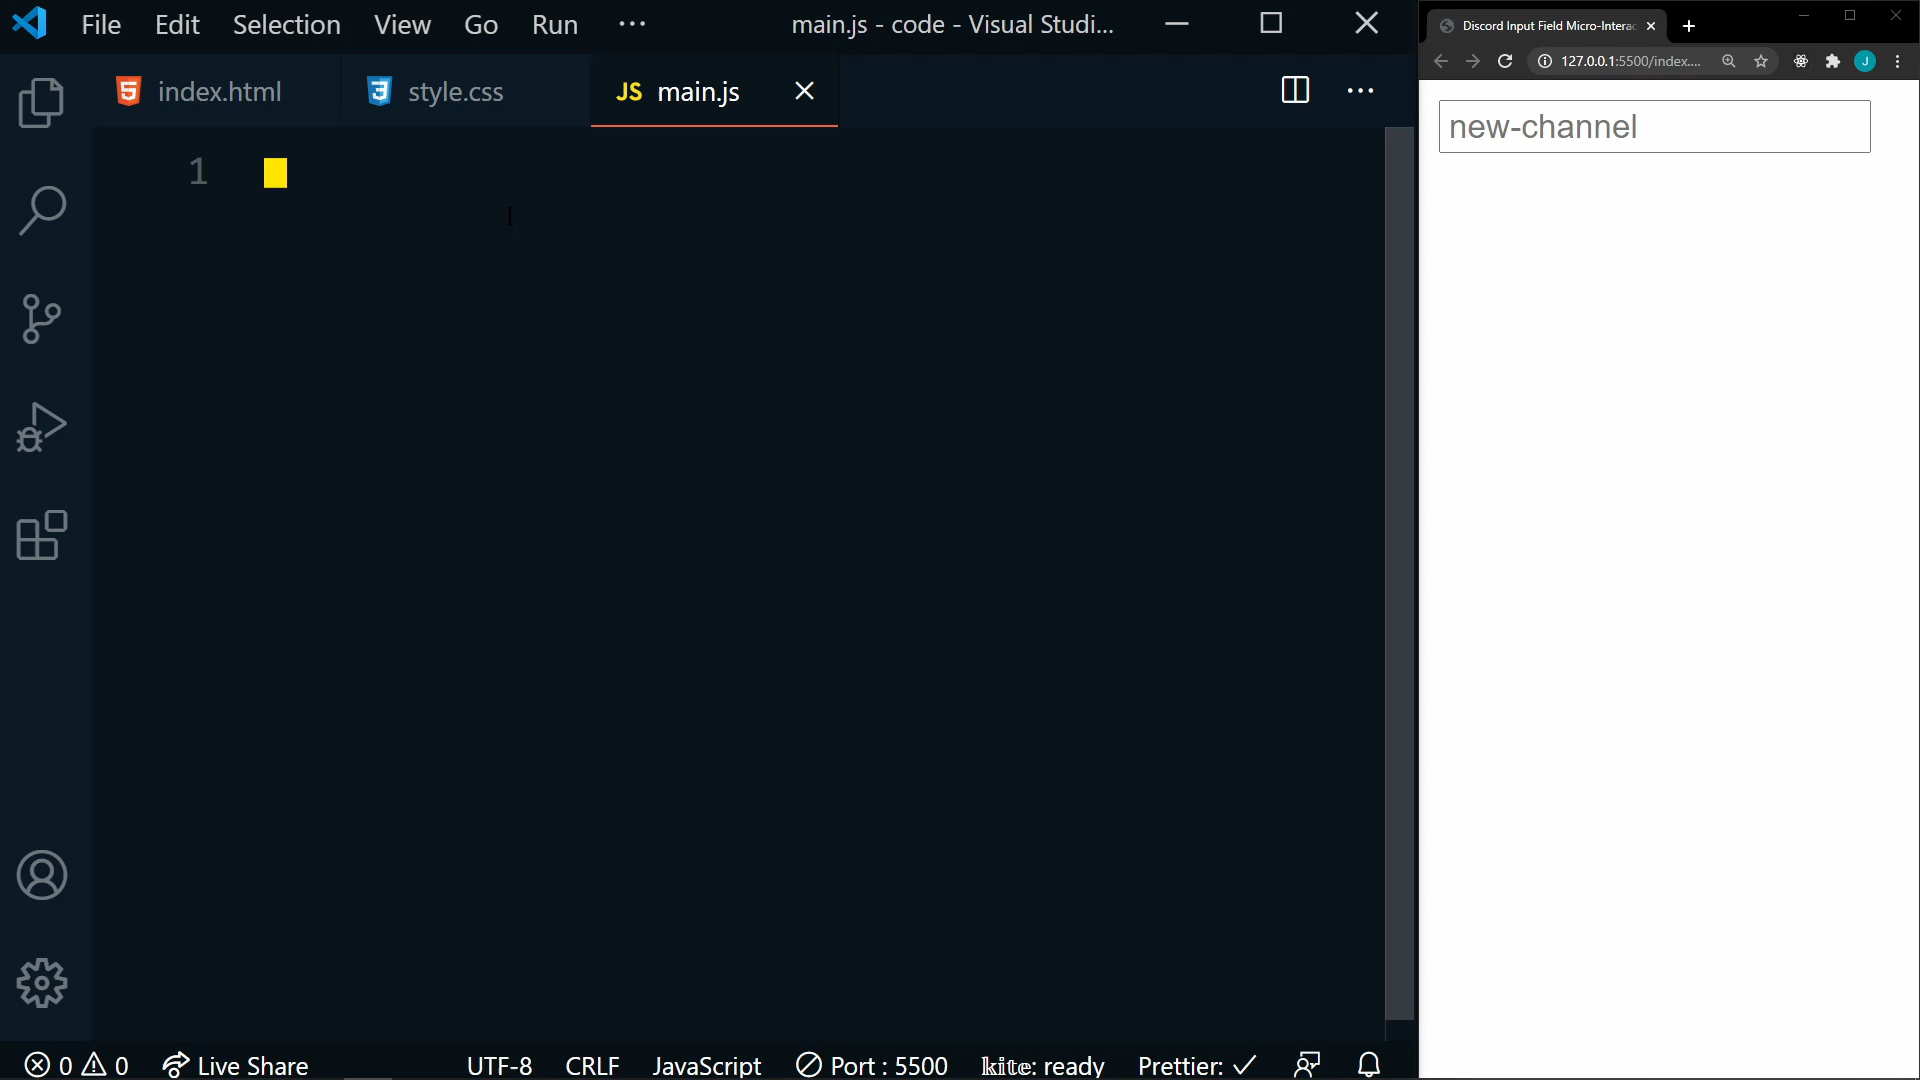 File Edit Selection View Go Run ··· main.js - code - Visual Studi...
index.html style.css JS main.js
1
0 0 Live Share UTF-8 CRLF JavaScript Port : 5500 kite: ready Prettier:
Discord Input Field Micro-Interac
127.0.0.1:5500/index.... J
new-channel